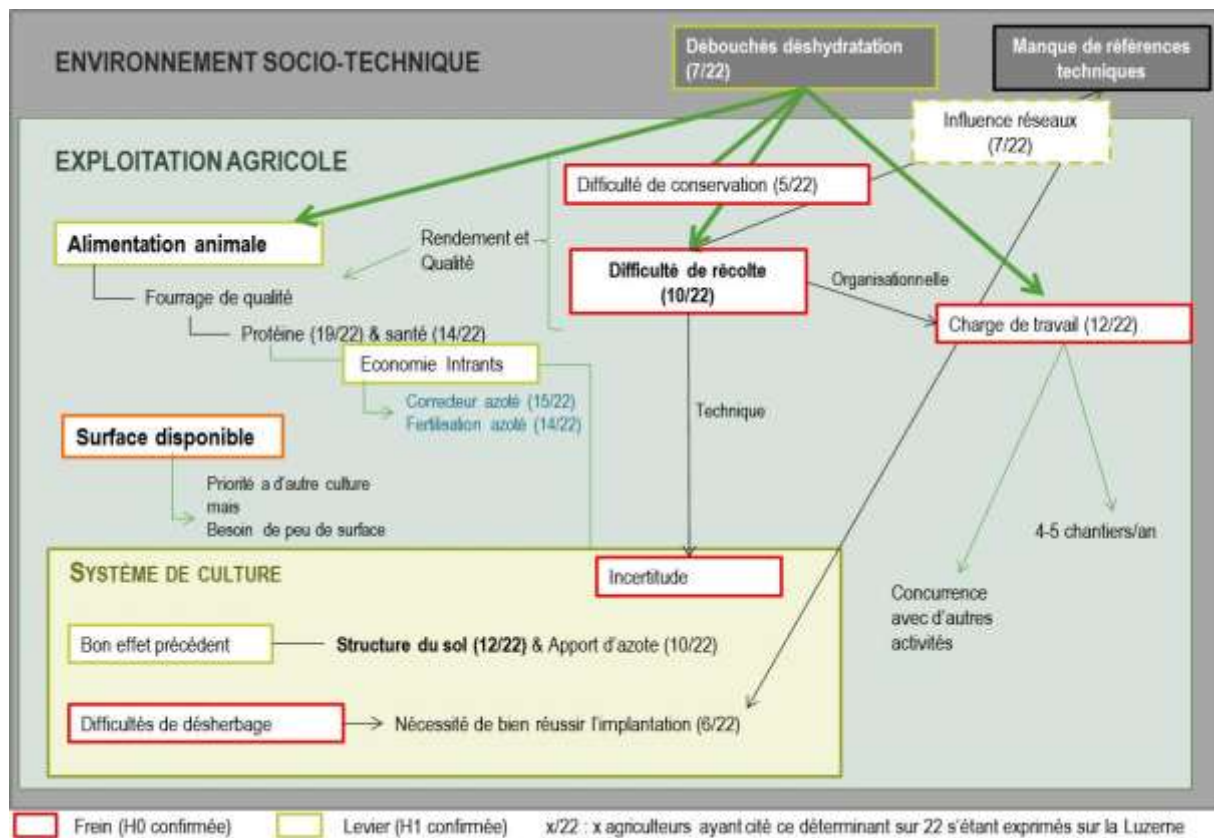 ENVIRONNEMENT SOCIO-TECHNIQUE
Débouchés déshydratation
(7/22)
Manque de références
techniques
Influence réseaux
(7/22)
EXPLOITATION AGRICOLE
Difficulté de conservation (5/22)
Alimentation animale
Rendement et
Qualité
Difficulté de récolte
(10/22)
Organisationnelle
Fourrage de qualité
Charge de travail (12/22)
Protéine (19/22) & santé (14/22)
Economie Intrants
Correcteur azoté (15/22)
Fertilisation azoté (14/22)
Technique
Surface disponible
Priorité a d'autre culture
mais
Besoin de peu de surface
4-5 chantiers/an
SYSTÈME DE CULTURE
Incertitude
Concurrence
avec d'autres
activités
Bon effet précédent
Structure du sol (12/22) & Apport d'azote (10/22)
Difficultés de désherbage
Nécessité de bien réussir l'implantation (6/22)
Frein (H0 confirmée)
Levier (H1 confirmée)
x/22 : x agriculteurs ayant cité ce déterminant sur 22 s'étant exprimés sur la Luzerne